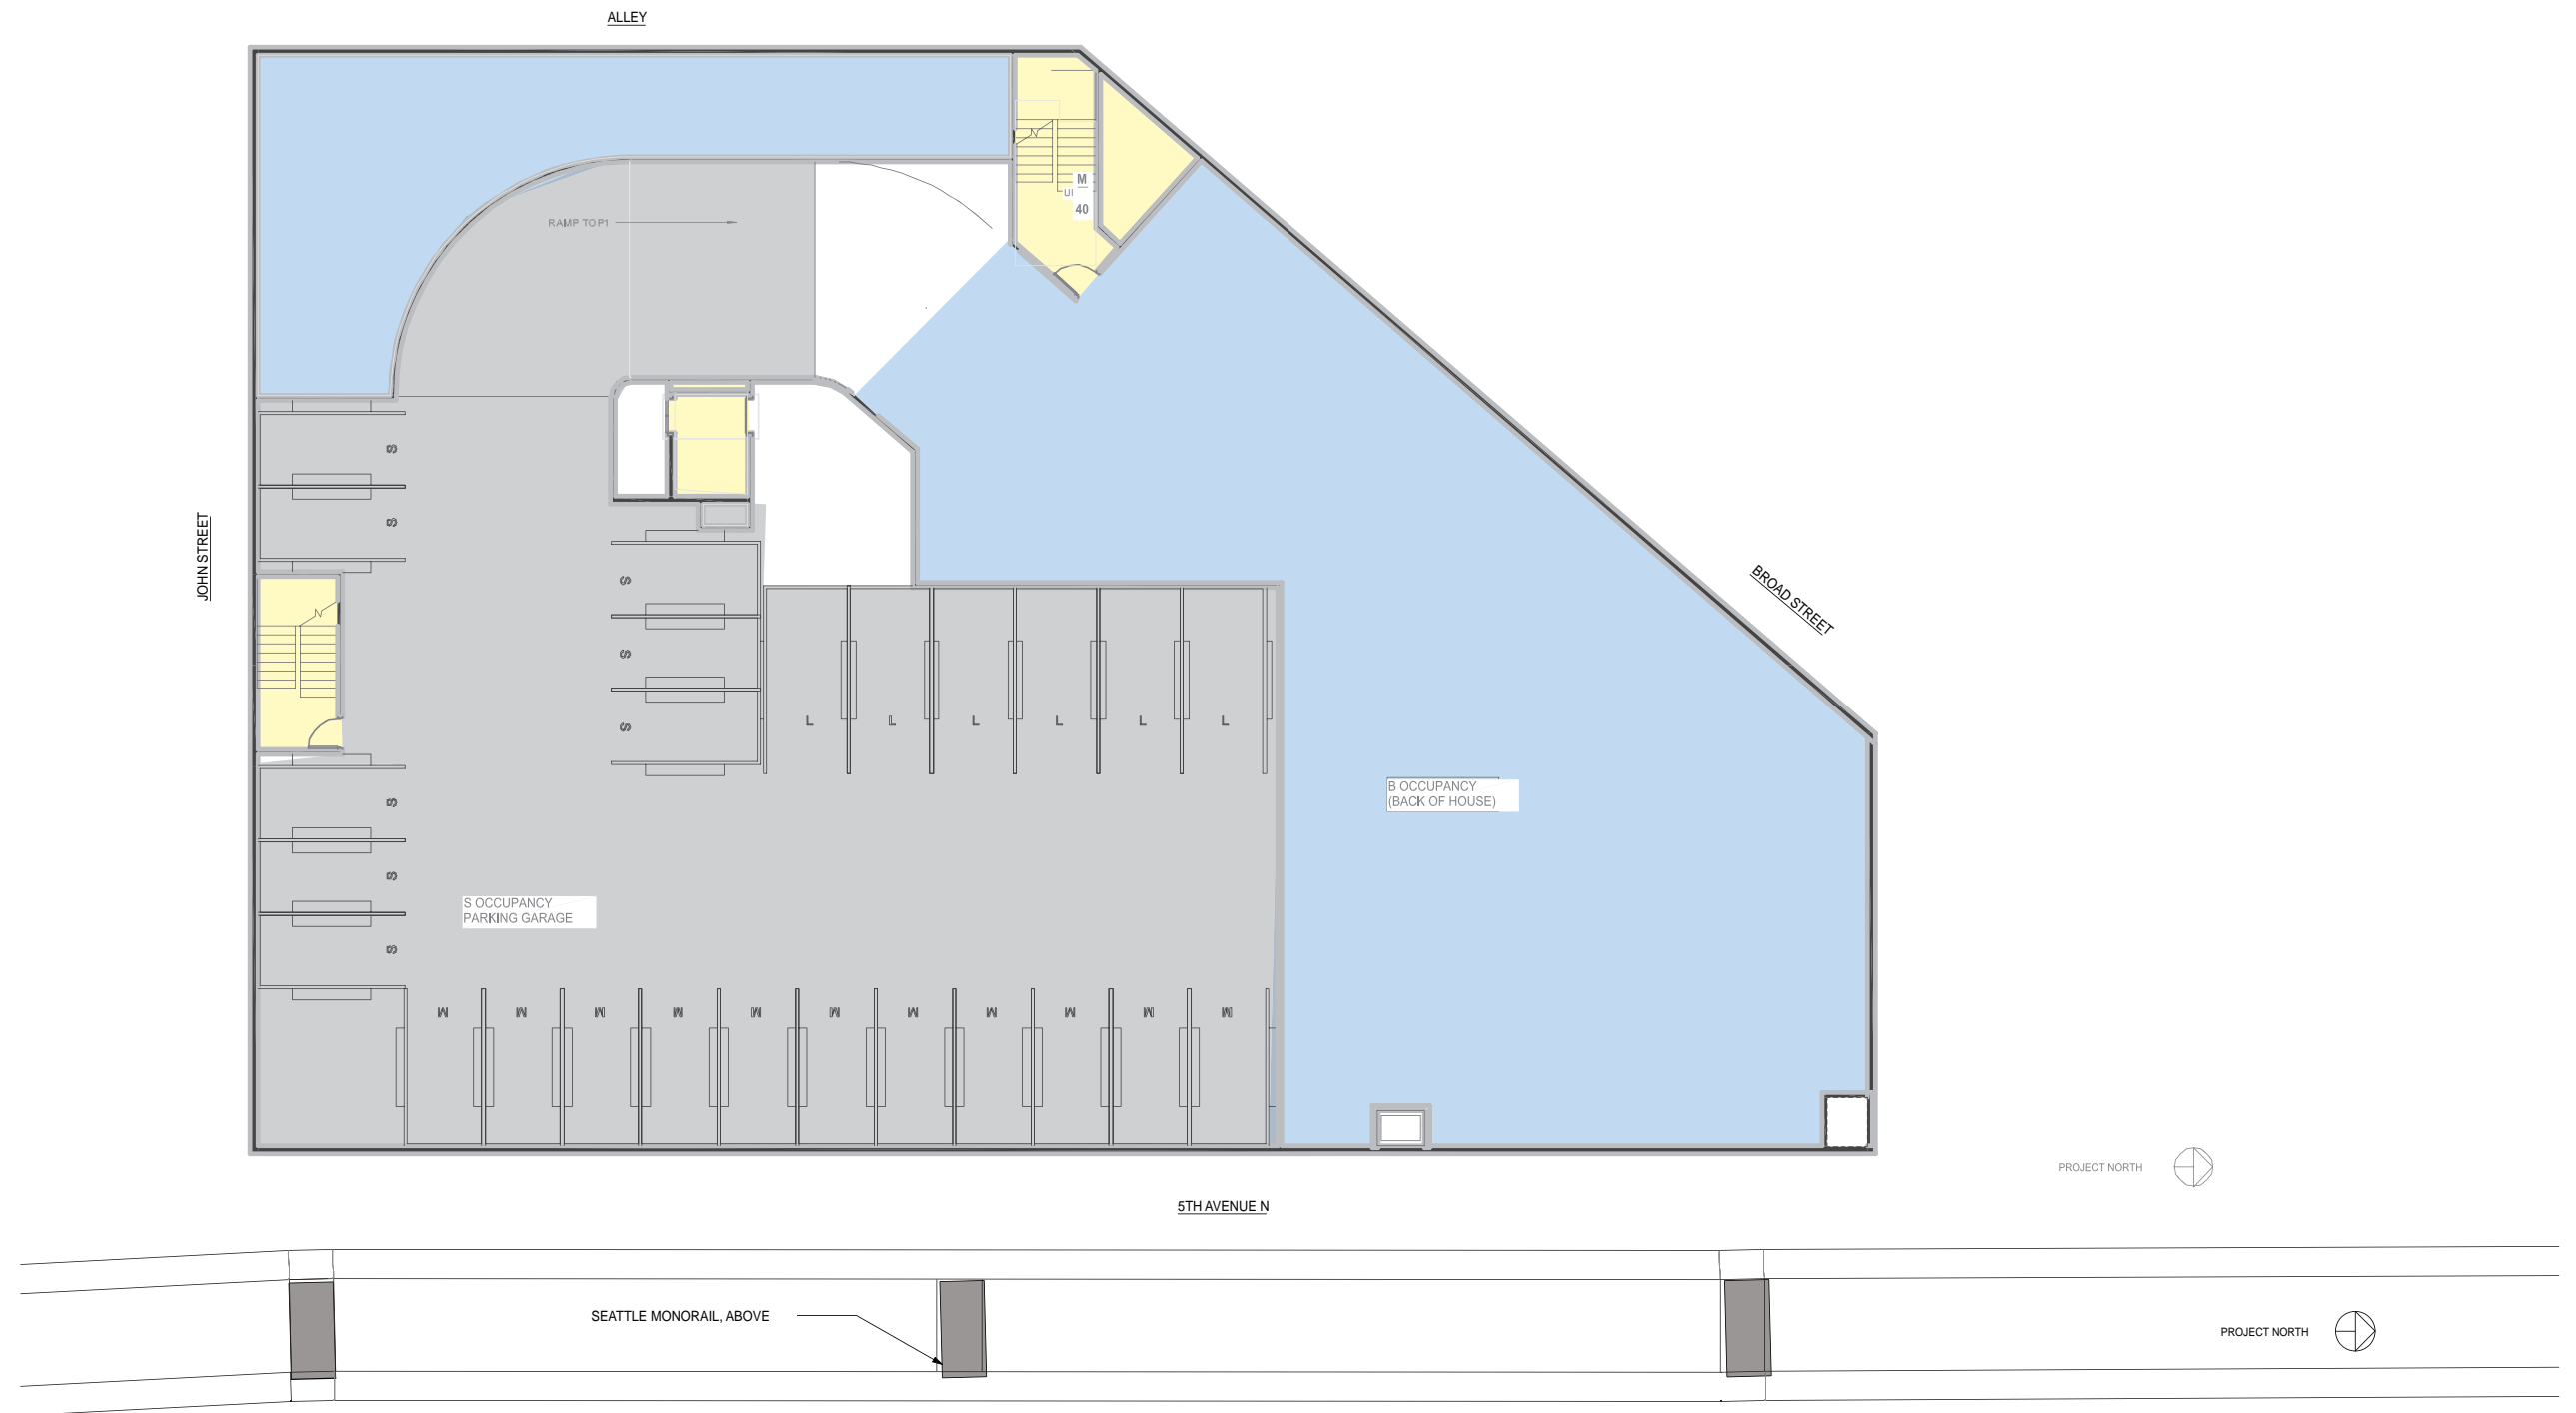 ALLEY
M
40
RAMP TO P1
S
S
JOHN STREET
S
S
S
BROAD STREET
L
L
L
L
L
L
B OCCUPANCY
(BACK OF HOUSE)
S
S
S
S OCCUPANCY
PARKING GARAGE
M
M
M
M
M
M
M
M
M
M
M
PROJECT NORTH
5TH AVENUE N
SEATTLE MONORAIL, ABOVE
PROJECT NORTH